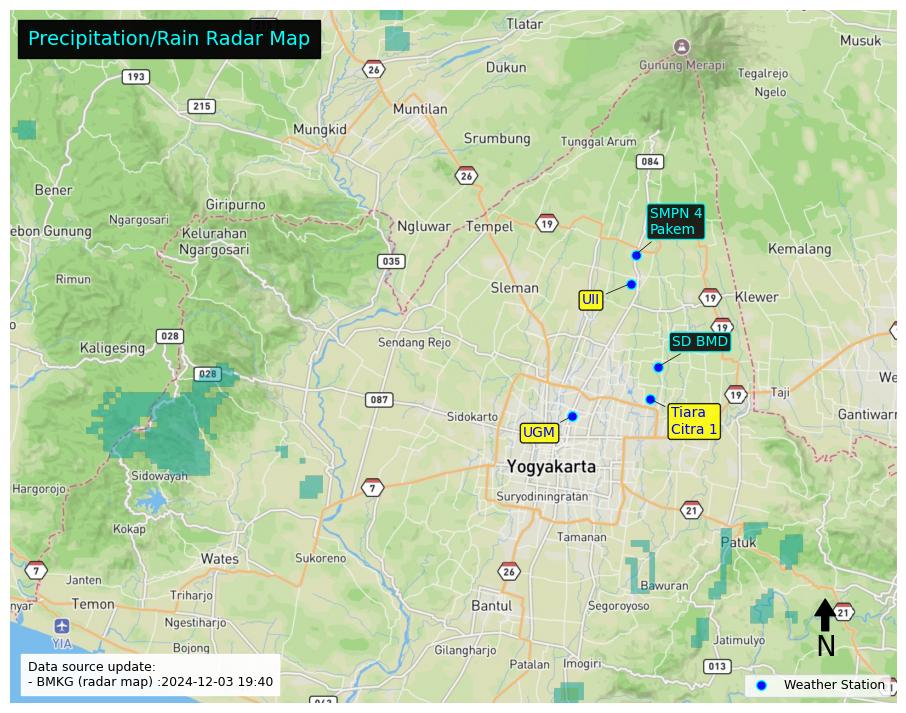 Precipitation/Rain Radar Map
Tlatar
Musuk
26
Dukun
Gunung Merapi
Tegalrejo
193
Ngelo
215
Muntilan
Mungkid
Srumbung
Tunggal Arum
084
26
Bener
Giripurno
SMPN 4
Pakem
Ngargosari
Ngluwar
Tempel
19
ebon Gunung
Kelurahan
Ngargosari
Kemalang
035
Rimun
Sleman
UII
19
Klewer
19
028
Sendang Rejo
SD BMD
Kaligesing
028
We
087
19
Taji
Sidokarto
Tiara
Citra 1
Gantiwarn
UGM
Yogyakarta
Sidowayah
Hargorojo
7
Suryodiningratan
21
Kokap
Tamanan
Patuk
Wates
Sukoreno
7
26
Janten
Bawuran
Triharjo
nyar
Temon
Bantul
Segoroyoso
21
Ngestiharjo
YIA
Jatimulyo
N
Bojong
Gilangharjo
Patalan
Imogiri
013
Data source update:
- BMKG (radar map) :2024-12-03 19:40
Weather Station